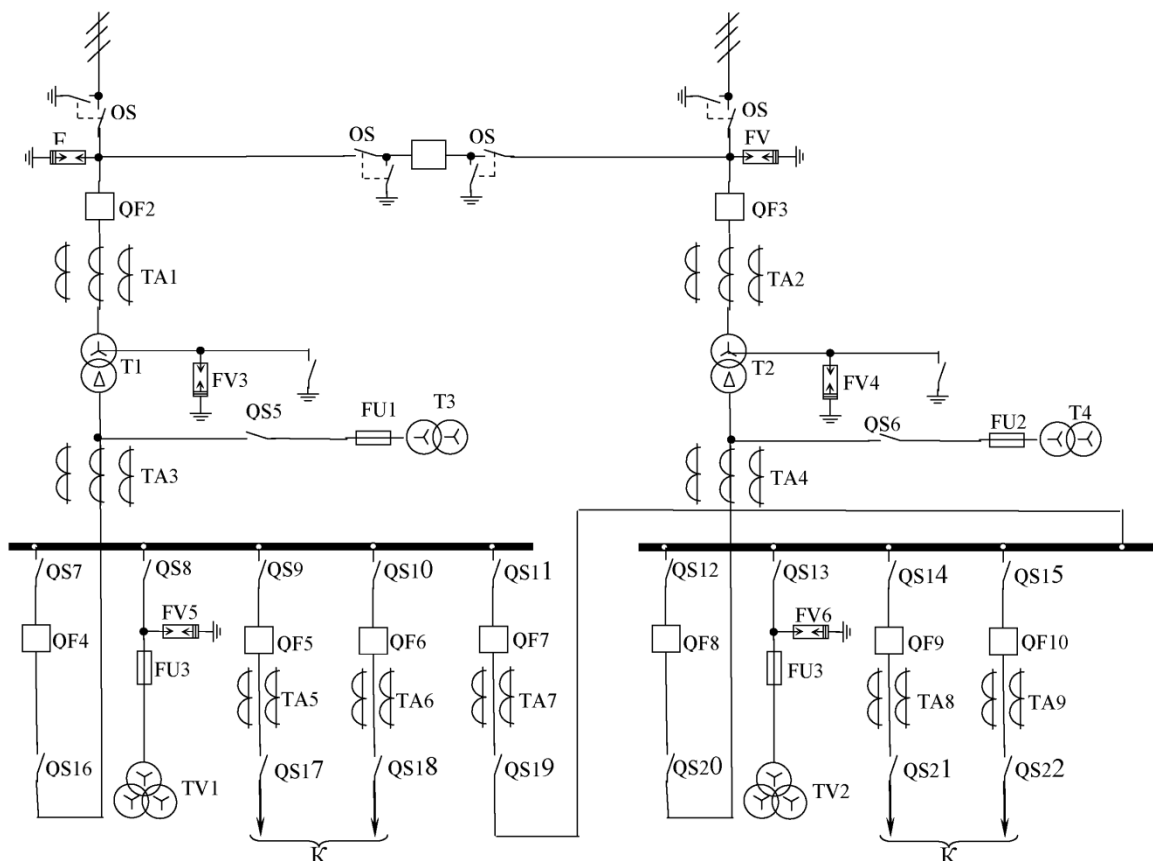 OS
OS
F
OS
OS
FV
QF2
QF3
TA1
TA2
T1
T2
FV3
FV4
QS5
FU1
T3
QS6
FU2
T4
TA3
TA4
QS7
QS8
QS9
QS10
QS11
QS12
QS13
QS14
QS15
FV5
FV6
QF4
QF5
QF6
QF7
QF8
QF9
QF10
FU3
FU3
TA5
TA6
TA7
TA8
TA9
QS16
QS17
QS18
QS19
QS20
QS21
QS22
TV1
TV2
К
К